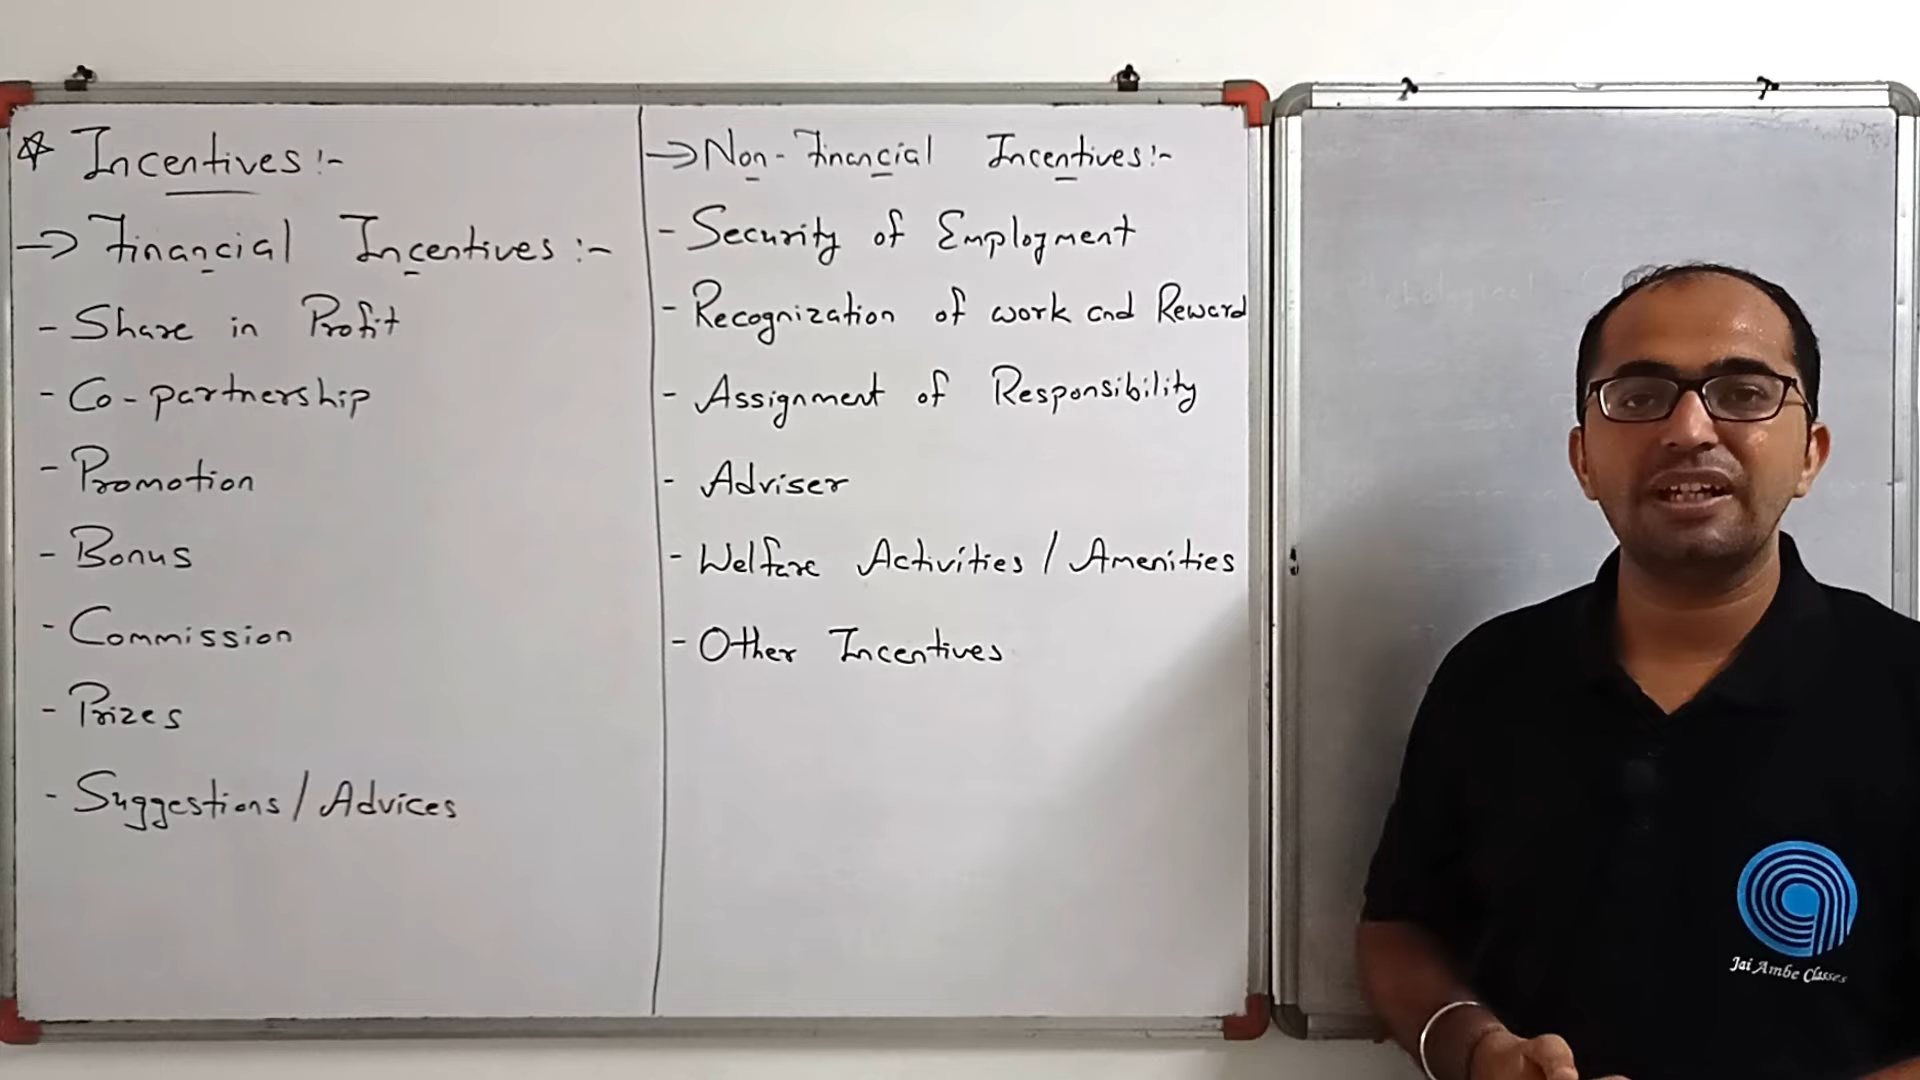 ☆ Incentives :-
→ Financial Incentives :-
- Share in Profit
- Co-partnership
- Promotion
- Bonus
- Commission
- Prizes
- Suggestions / Advices
→ Non-Financial Incentives :-
- Security of Employment
- Recognization of work and Reward
- Assignment of Responsibility
- Adviser
- Welfare Activities / Amenities
- Other Incentives
Jai Ambe Classes